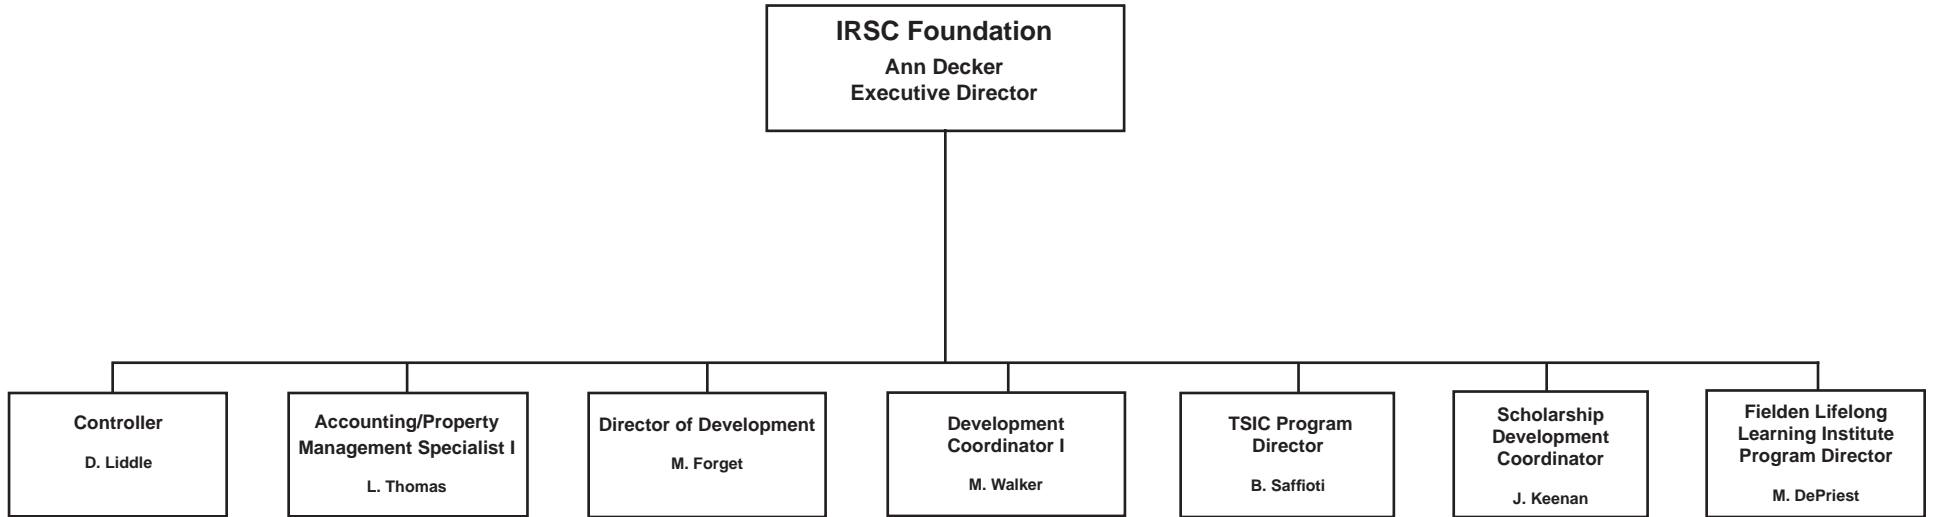 IRSC Foundation
Ann Decker
Executive Director
Controller
D. Liddle
Accounting/Property
Management Specialist I
L. Thomas
Director of Development
M. Forget
Development
Coordinator I
M. Walker
TSIC Program
Director
B. Saffioti
Scholarship
Development
Coordinator
J. Keenan
Fielden Lifelong
Learning Institute
Program Director
M. DePriest